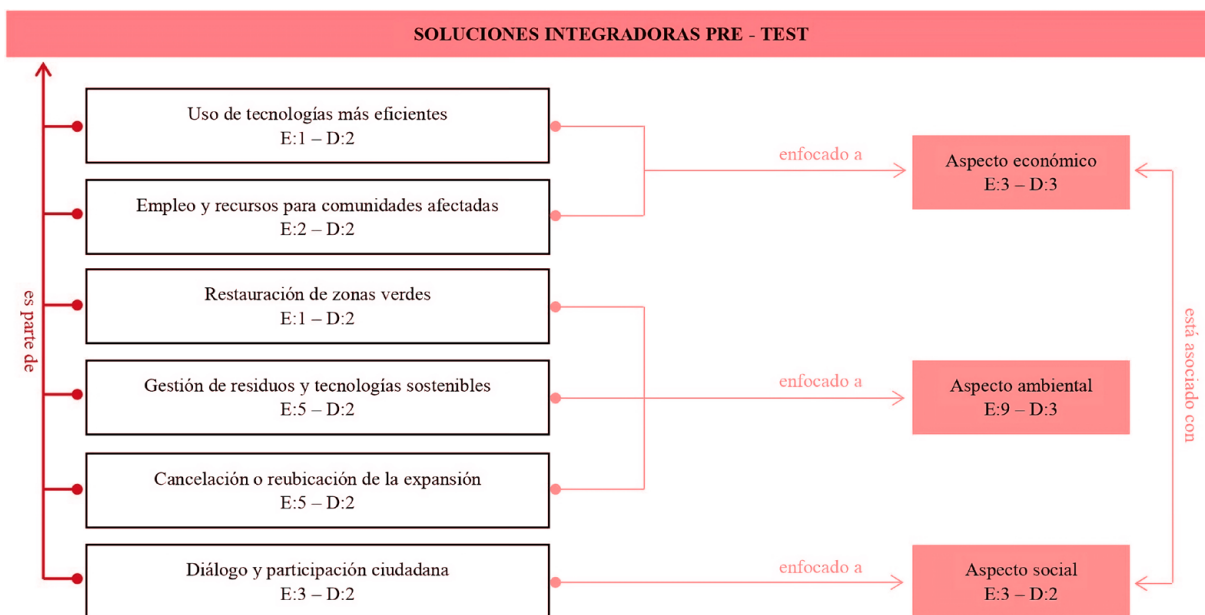 SOLUCIONES INTEGRADORAS PRE - TEST
Uso de tecnologías más eficientes
E:1 – D:2
Empleo y recursos para comunidades afectadas
E:2 – D:2
Restauración de zonas verdes
E:1 – D:2
Gestión de residuos y tecnologías sostenibles
E:5 – D:2
Cancelación o reubicación de la expansión
E:5 – D:2
Diálogo y participación ciudadana
E:3 – D:2
es parte de
enfocado a
enfocado a
enfocado a
Aspecto económico
E:3 – D:3
Aspecto ambiental
E:9 – D:3
Aspecto social
E:3 – D:2
está asociado con